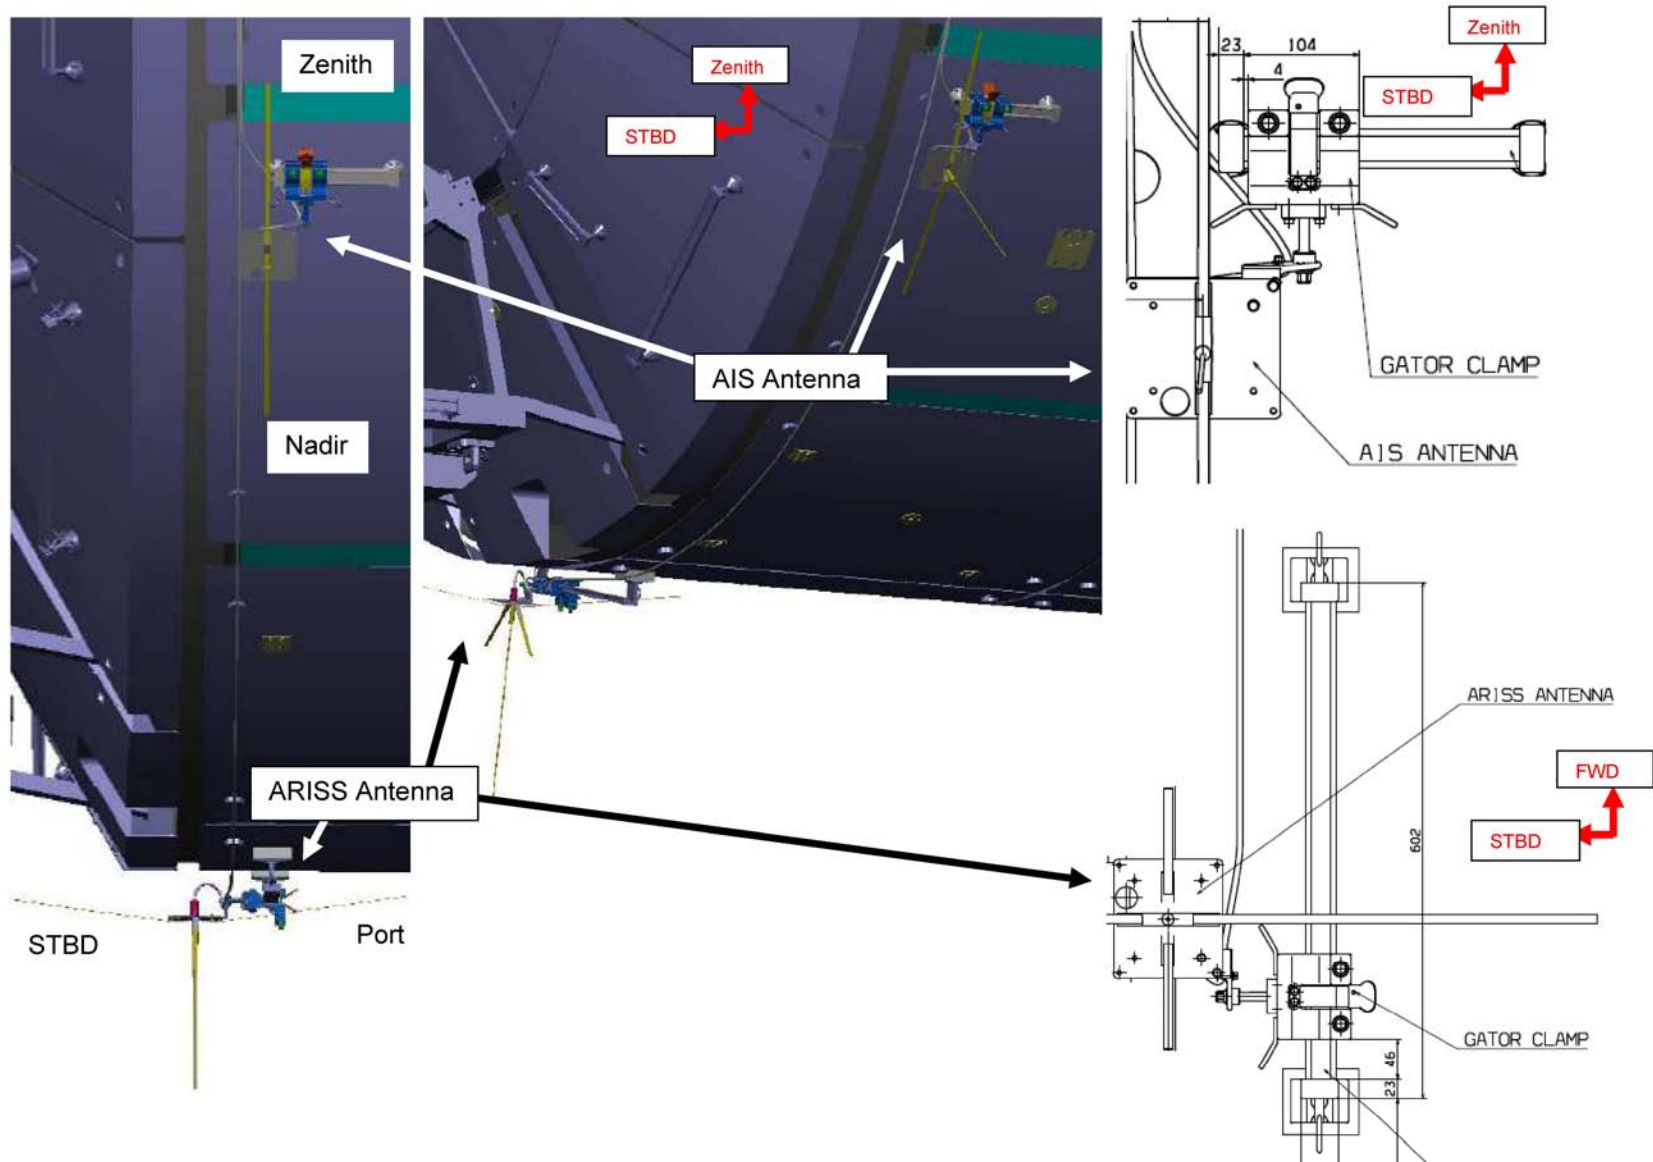 Zenith
Nadir
STBD
Port
Zenith
STBD
AIS Antenna
ARISS Antenna
Zenith
STBD
23
104
4
GATOR CLAMP
AIS ANTENNA
ARISS ANTENNA
FWD
STBD
602
GATOR CLAMP
46
23